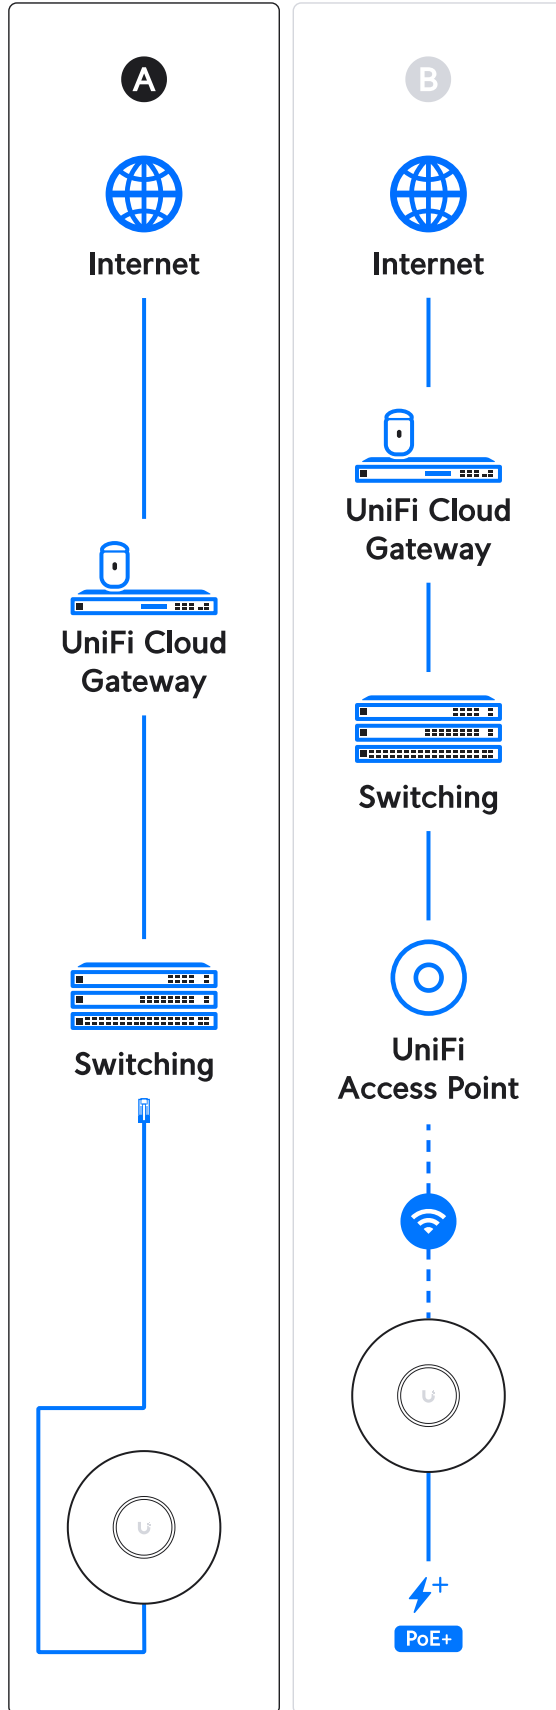 A
Internet
UniFi Cloud
Gateway
Switching
B
Internet
UniFi Cloud
Gateway
Switching
UniFi
Access Point
PoE+